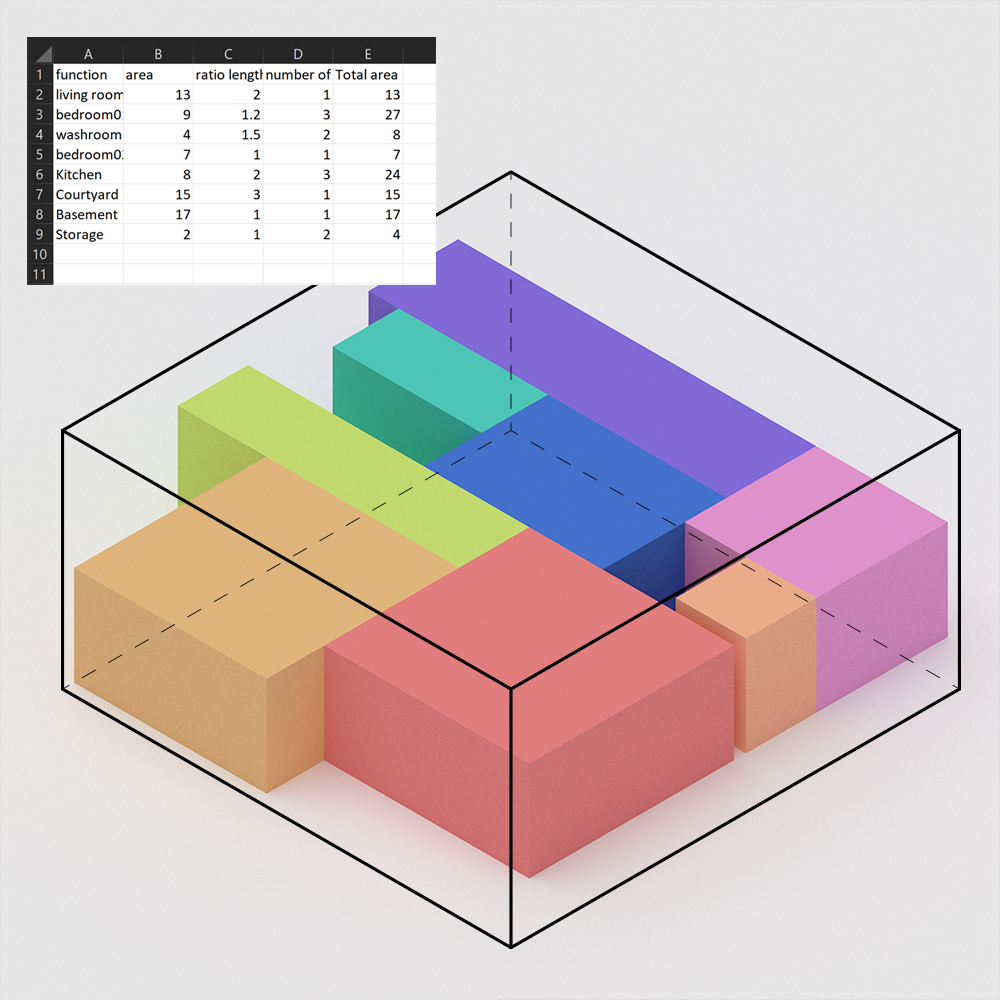 A B C D E
1 function area ratio length number of Total area
2 living room 13 2 1 13
3 bedroom0 9 1.2 3 27
4 washroom 4 1.5 2 8
5 bedroom0 7 1 1 7
6 Kitchen 8 2 3 24
7 Courtyard 15 3 1 15
8 Basement 17 1 1 17
9 Storage 2 1 2 4
10
11